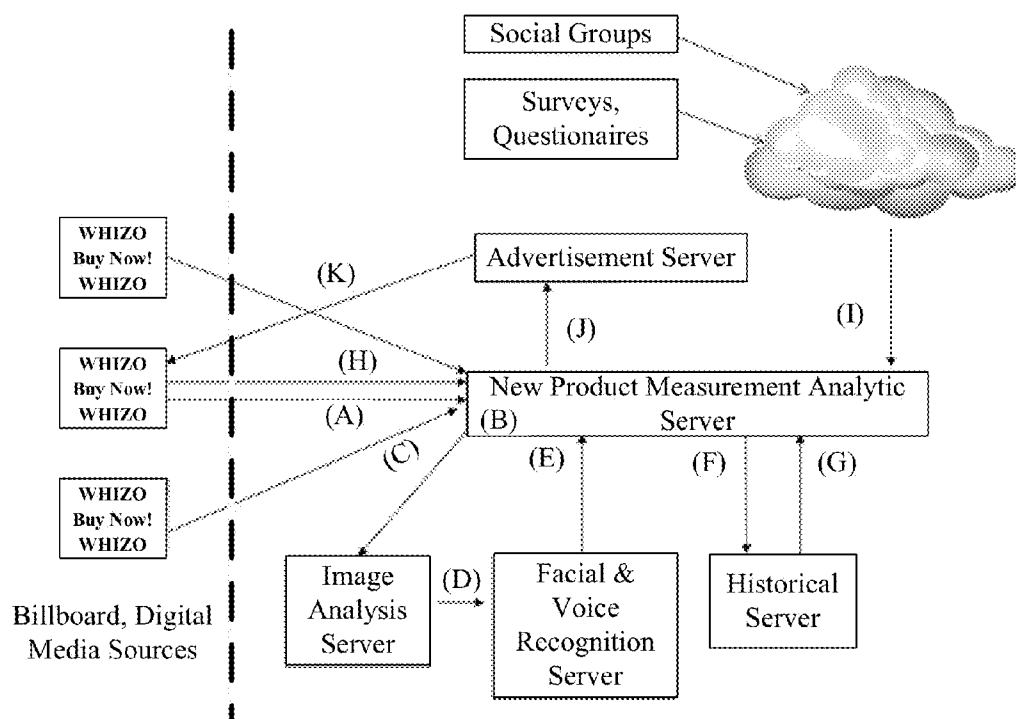 Social Groups
Surveys,
Questionaires
WHIZO
Buy Now!
WHIZO
Advertisement Server
(K)
(J)
(I)
WHIZO
Buy Now!
WHIZO
(H)
(A)
New Product Measurement Analytic
Server
(B)
(C)
(E)
(F)
(G)
WHIZO
Buy Now!
WHIZO
Image
Analysis
Server
(D)
Facial &
Voice
Recognition
Server
Historical
Server
Billboard, Digital
Media Sources